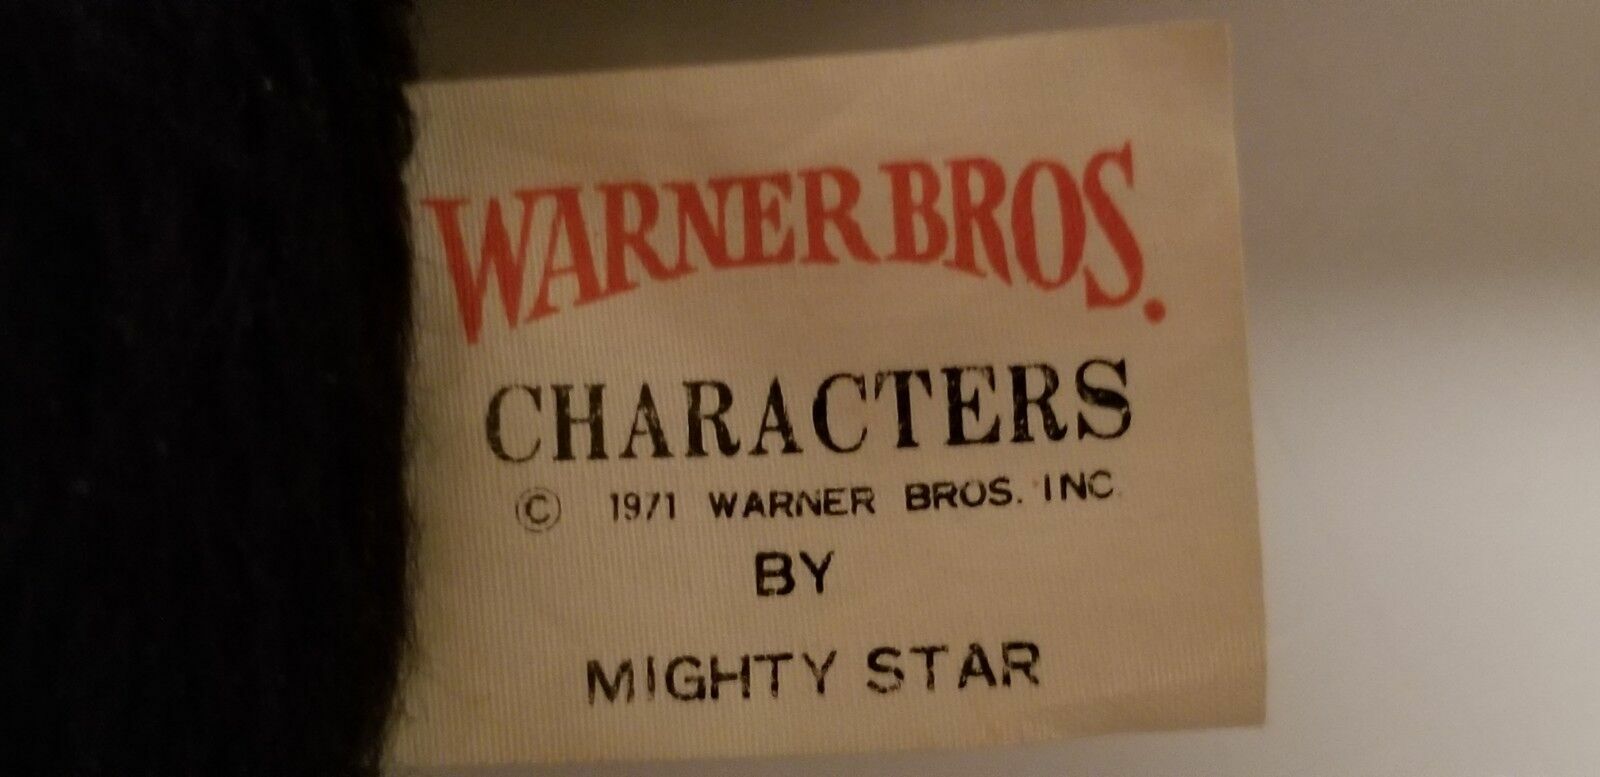 WARNER BROS.
CHARACTERS
© 1971 WARNER BROS. INC.
BY
MIGHTY STAR